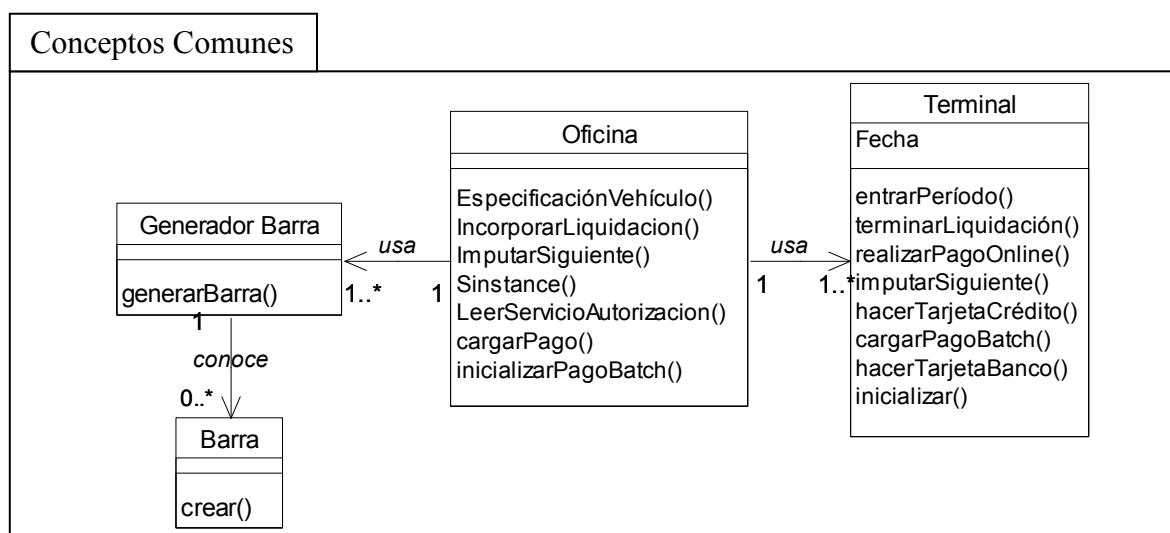 Conceptos Comunes
Terminal
Fecha
entrarPeríodo()
terminarLiquidación()
realizarPagoOnline()
imputarSiguiente()
hacerTarjetaCrédito()
cargarPagoBatch()
hacerTarjetaBanco()
inicializar()
Oficina
EspecificaciónVehículo()
IncorporarLiquidacion()
ImputarSiguiente()
Sinstance()
LeerServicioAutorizacion()
cargarPago()
inicializarPagoBatch()
usa
1
1..*
Generador Barra
generarBarra()
usa
1..*
1
1
conoce
0..*
Barra
crear()